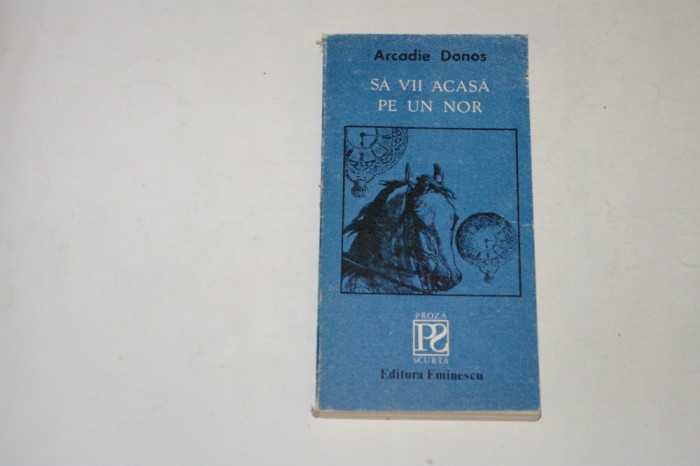 Arcadie Donos
SĂ VII ACASĂ
PE UN NOR
PROZĂ
PS
SCURTĂ
Editura Eminescu